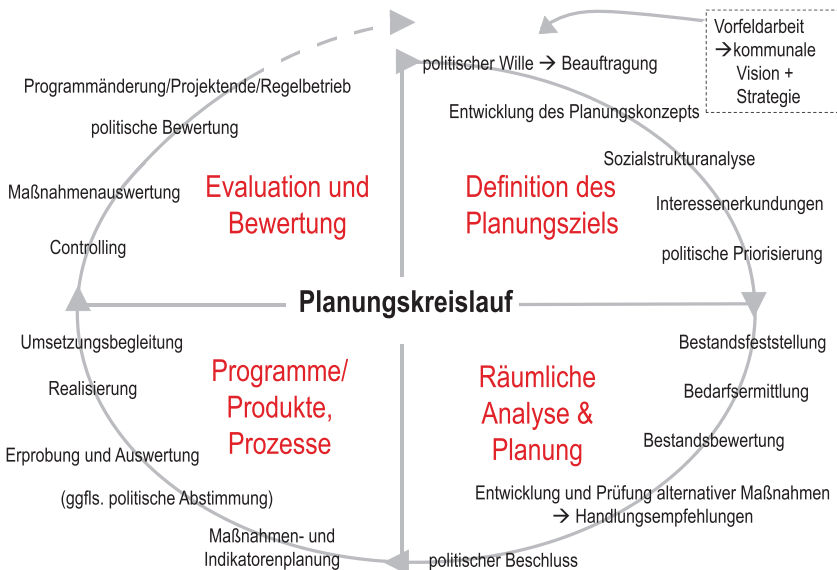 Vorfeldarbeit
→kommunale
Vision +
Strategie
politischer Wille → Beauftragung
Entwicklung des Planungskonzepts
Sozialstrukturanalyse
Interessenerkundungen
politische Priorisierung
Definition des
Planungsziels
Planungskreislauf
Bestandsfeststellung
Bedarfsermittlung
Bestandsbewertung
Entwicklung und Prüfung alternativer Maßnahmen
→ Handlungsempfehlungen
politischer Beschluss
Räumliche
Analyse &
Planung
Maßnahmen- und
Indikatorenplanung
(ggfls. politische Abstimmung)
Erprobung und Auswertung
Realisierung
Umsetzungsbegleitung
Programme/
Produkte,
Prozesse
Controlling
Maßnahmenauswertung
politische Bewertung
Programmänderung/Projektende/Regelbetrieb
Evaluation und
Bewertung